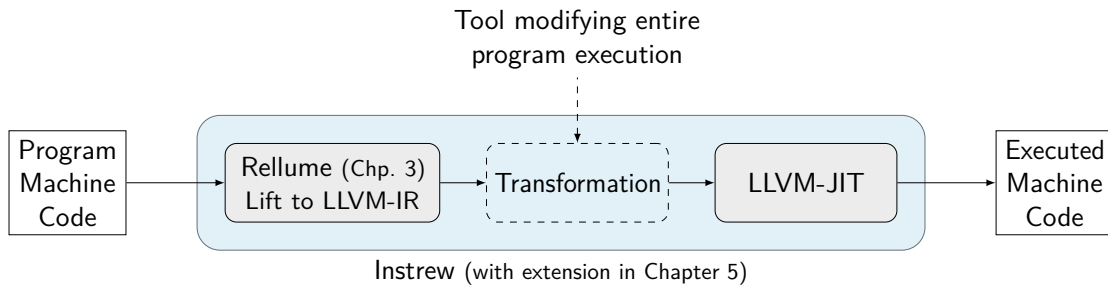 Tool modifying entire
program execution
Program
Machine
Code
Rellume (Chp. 3)
Lift to LLVM-IR
Transformation
LLVM-JIT
Executed
Machine
Code
Instrew (with extension in Chapter 5)